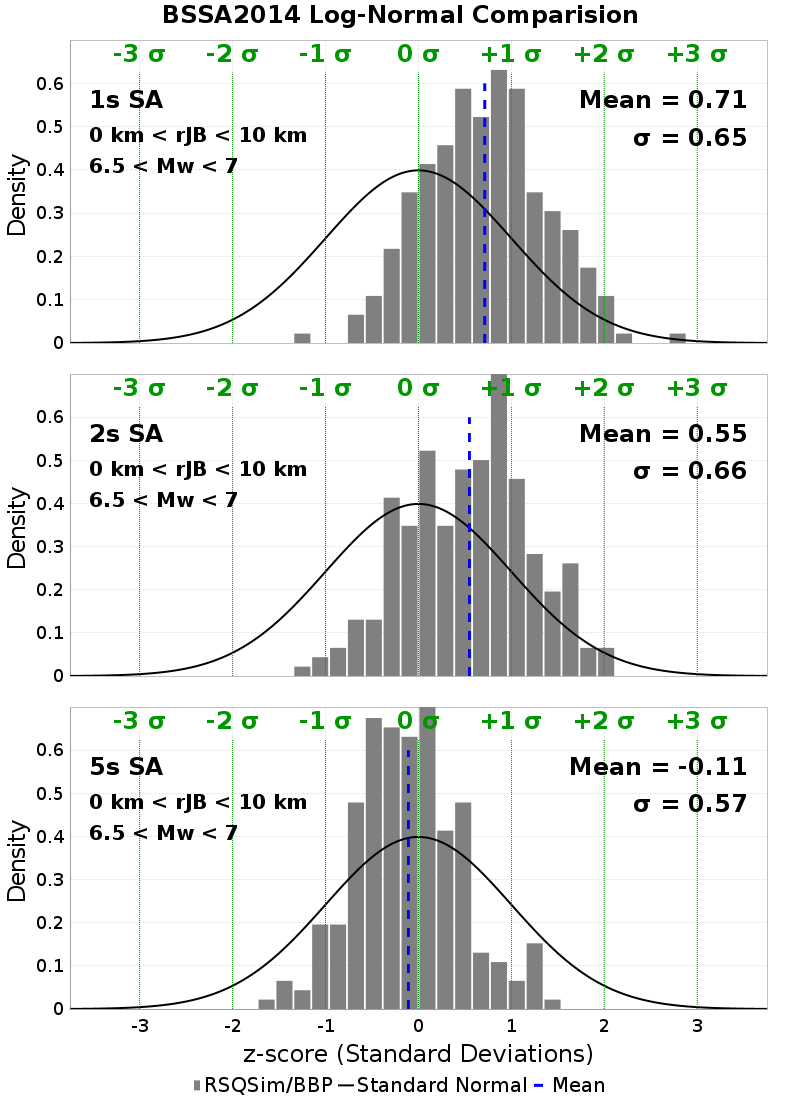 BSSA2014 Log-Normal Comparision
-3 σ -2 σ -1 σ 0 σ +1 σ +2 σ +3 σ
1s SA
0 km < rJB < 10 km
6.5 < Mw < 7
Mean = 0.71
σ = 0.65
Density
0.6
0.5
0.4
0.3
0.2
0.1
0
-3 σ -2 σ -1 σ 0 σ +1 σ +2 σ +3 σ
2s SA
0 km < rJB < 10 km
6.5 < Mw < 7
Mean = 0.55
σ = 0.66
Density
0.6
0.5
0.4
0.3
0.2
0.1
0
-3 σ -2 σ -1 σ 0 σ +1 σ +2 σ +3 σ
5s SA
0 km < rJB < 10 km
6.5 < Mw < 7
Mean = -0.11
σ = 0.57
Density
0.6
0.5
0.4
0.3
0.2
0.1
0
-3 -2 -1 0 1 2 3
z-score (Standard Deviations)
RSQSim/BBP Standard Normal Mean